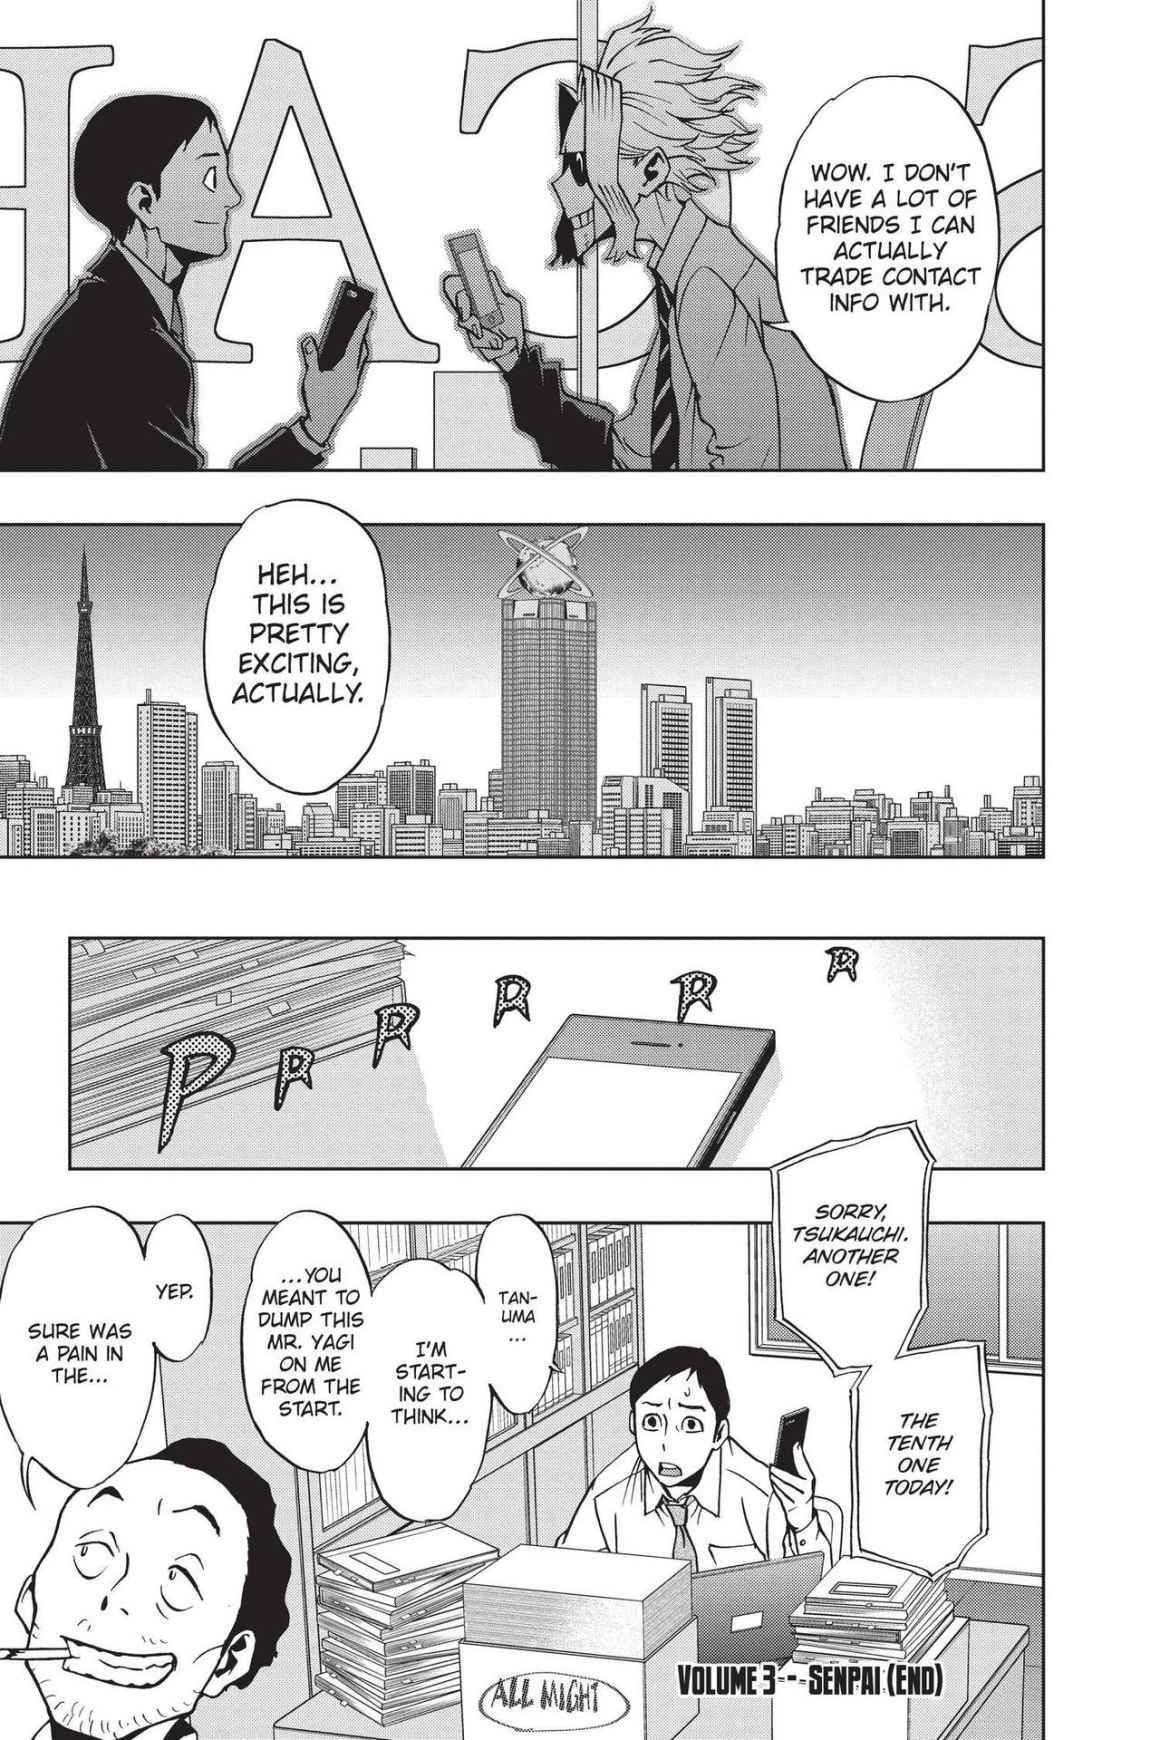 WOW. I DON'T
HAVE A LOT OF
FRIENDS I CAN
ACTUALLY
TRADE CONTACT
INFO WITH.
HEH...
THIS IS
PRETTY
EXCITING,
ACTUALLY.
P P R R R R
SORRY,
TSUKAUCHI.
ANOTHER
ONE!
THE
TENTH
ONE
TODAY!
TAN-
UMA
...
I'M
START-
ING TO
THINK...
...YOU
MEANT TO
DUMP THIS
MR. YAGI
ON ME
FROM THE
START.
YEP.
SURE WAS
A PAIN IN
THE...
ALL MIGHT
VOLUME 3 -- SENPAI (END)